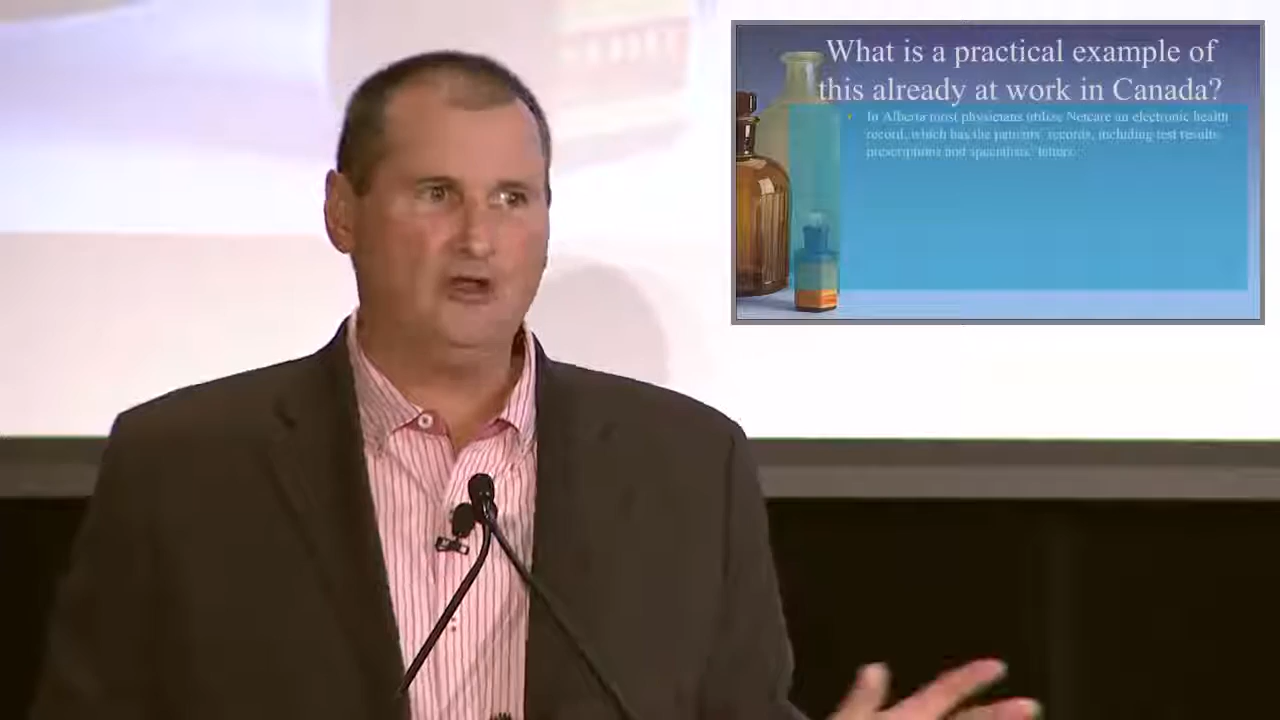 What is a practical example of
this already at work in Canada?
In Alberta most physicians utilize Netcare an electronic health
record, which has the patients' records, including test results
prescriptions and specialists' letters.